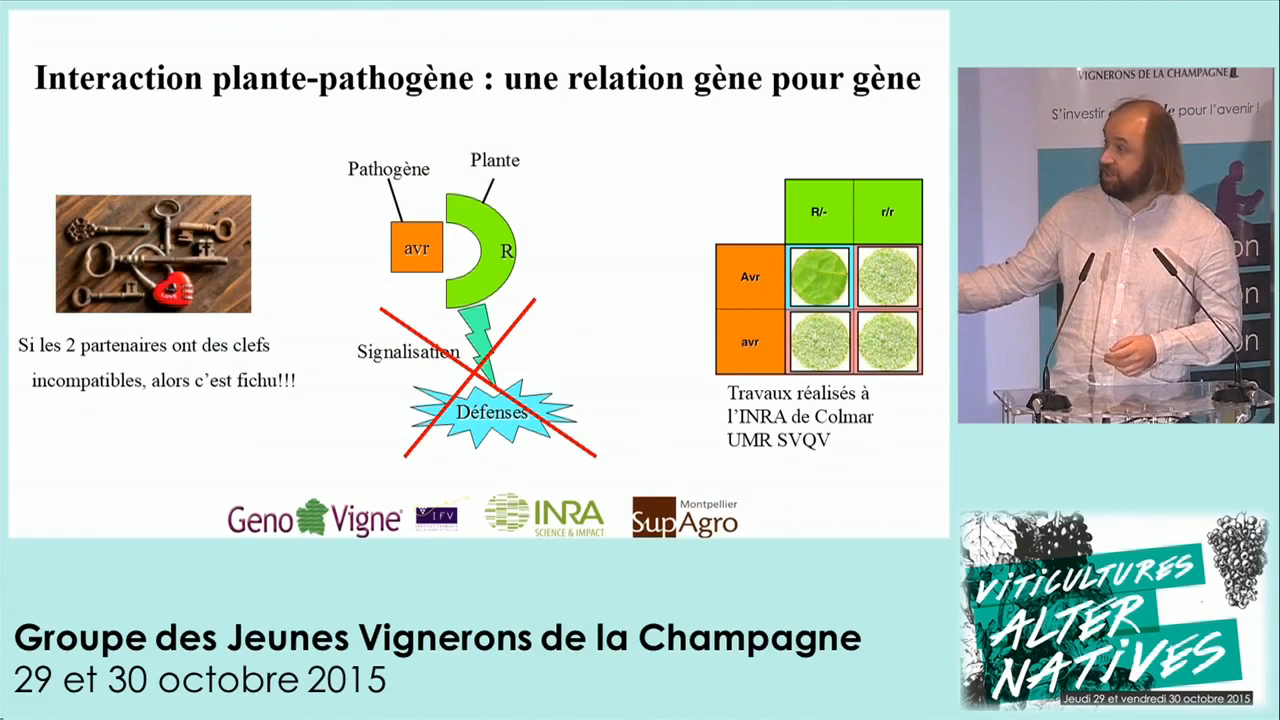 Interaction plante-pathogène : une relation gène pour gène
Pathogène
Plante
avr
R
Signalisation
Défenses
Si les 2 partenaires ont des clefs
incompatibles, alors c’est fichu!!!
R/-
r/r
Avr
avr
Travaux réalisés à
l’INRA de Colmar
UMR SVQV
Geno Vigne
IFV
INRA
SCIENCE & IMPACT
Montpellier
SupAgro
VIGNERONS DE LA CHAMPAGNE
S’investir pour l’avenir !
on
on
on
VITICULTURES
ALTER
NATIVES
Jeudi 29 et vendredi 30 octobre 2015
Groupe des Jeunes Vignerons de la Champagne
29 et 30 octobre 2015